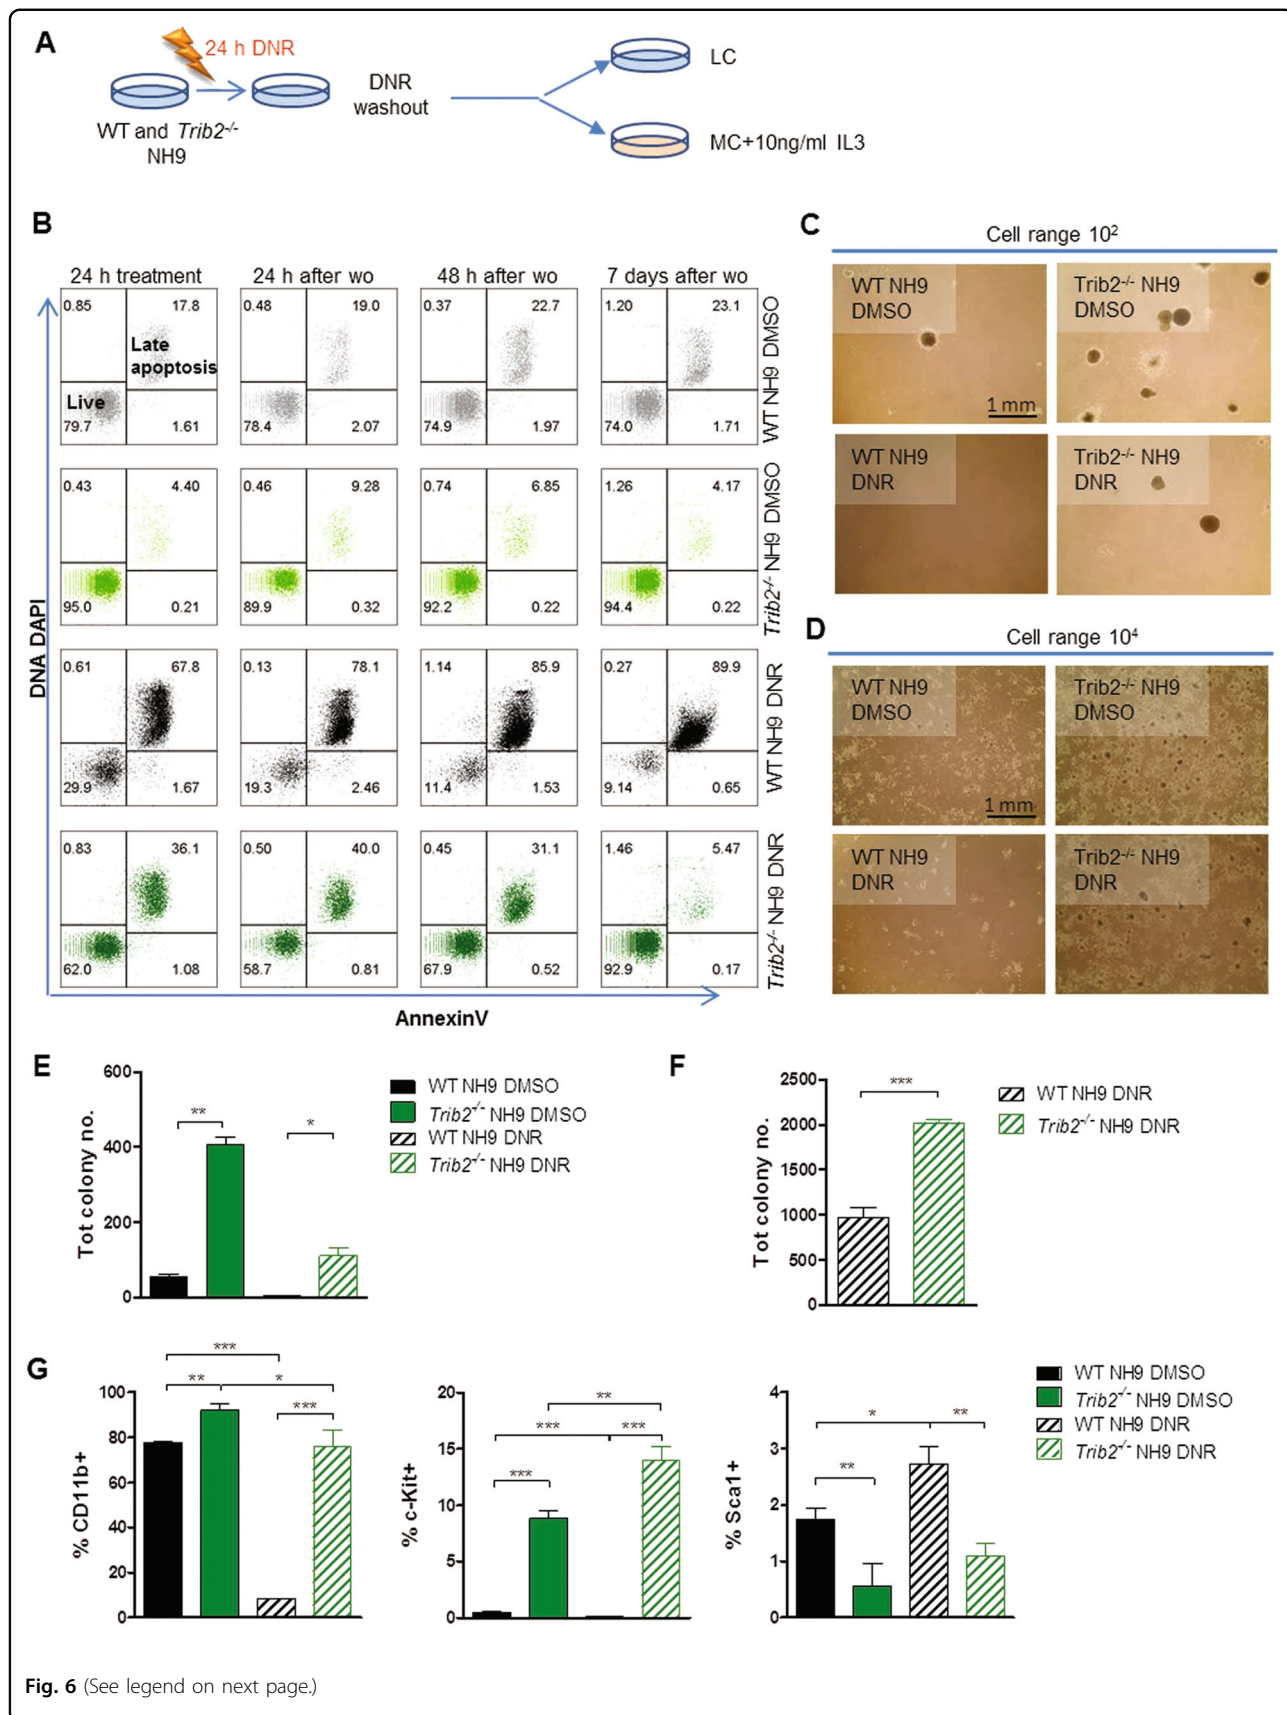 A
24 h DNR
WT and Trib2-/-
NH9
DNR
washout
LC
MC+10ng/ml IL3
B
24 h treatment
24 h after wo
48 h after wo
7 days after wo
0.85
17.8
Late
apoptosis
Live
79.7
1.61
0.48
19.0
78.4
2.07
0.37
22.7
74.9
1.97
1.20
23.1
74.0
1.71
WT NH9 DMSO
0.43
4.40
95.0
0.21
0.46
9.28
89.9
0.32
0.74
6.85
92.2
0.22
1.26
4.17
94.4
0.22
Trib2-/- NH9 DMSO
0.61
67.8
29.9
1.67
0.13
78.1
19.3
2.46
1.14
85.9
11.4
1.53
0.27
89.9
9.14
0.65
WT NH9 DNR
0.83
36.1
62.0
1.08
0.50
40.0
58.7
0.81
0.45
31.1
67.9
0.52
1.46
5.47
92.9
0.17
Trib2-/- NH9 DNR
DNA DAPI
AnnexinV
C
Cell range 10²
WT NH9
DMSO
1 mm
Trib2-/- NH9
DMSO
WT NH9
DNR
Trib2-/- NH9
DNR
D
Cell range 10⁴
WT NH9
DMSO
1 mm
Trib2-/- NH9
DMSO
WT NH9
DNR
Trib2-/- NH9
DNR
E
Tot colony no.
600
400
200
0
**
*
WT NH9 DMSO
Trib2-/- NH9 DMSO
WT NH9 DNR
Trib2-/- NH9 DNR
F
Tot colony no.
2500
2000
1500
1000
500
0
***
WT NH9 DNR
Trib2-/- NH9 DNR
G
% CD11b+
100
80
60
40
20
0
***
**
*
***
% c-Kit+
20
15
10
5
0
**
***
***
***
% Sca1+
4
3
2
1
0
*
**
**
WT NH9 DMSO
Trib2-/- NH9 DMSO
WT NH9 DNR
Trib2-/- NH9 DNR
Fig. 6 (See legend on next page.)